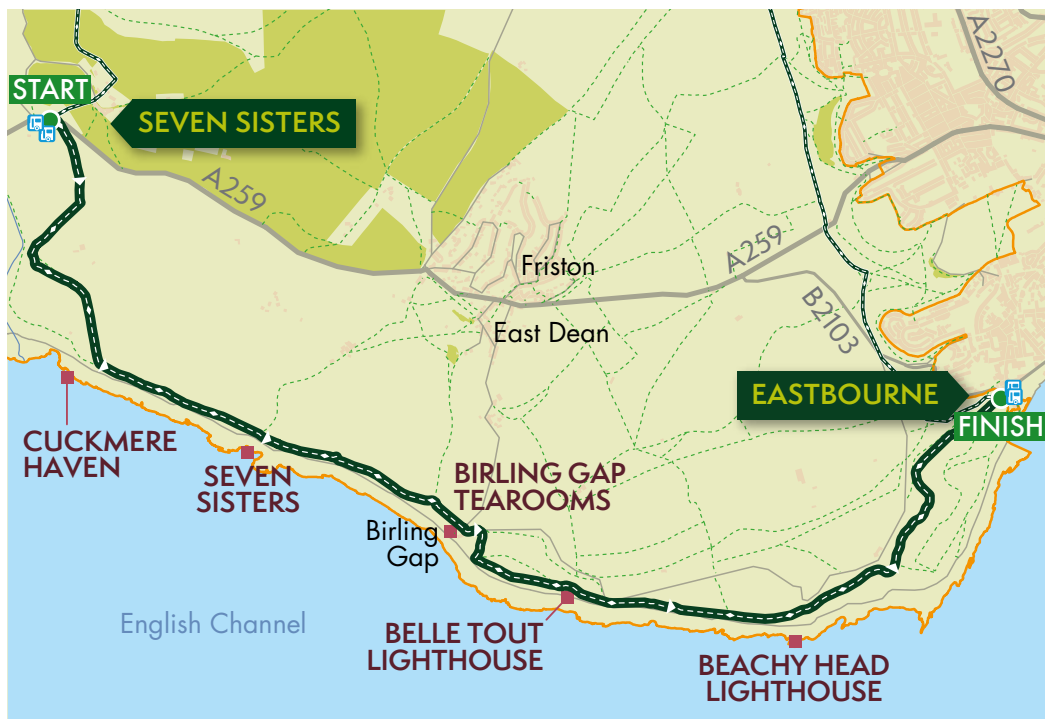 A2270
START
SEVEN SISTERS
A259
Friston
A259
East Dean
B2103
EASTBOURNE
FINISH
CUCKMERE
HAVEN
SEVEN
SISTERS
BIRLING GAP
TEAROOMS
Birling
Gap
English Channel
BELLE TOUT
LIGHTHOUSE
BEACHY HEAD
LIGHTHOUSE